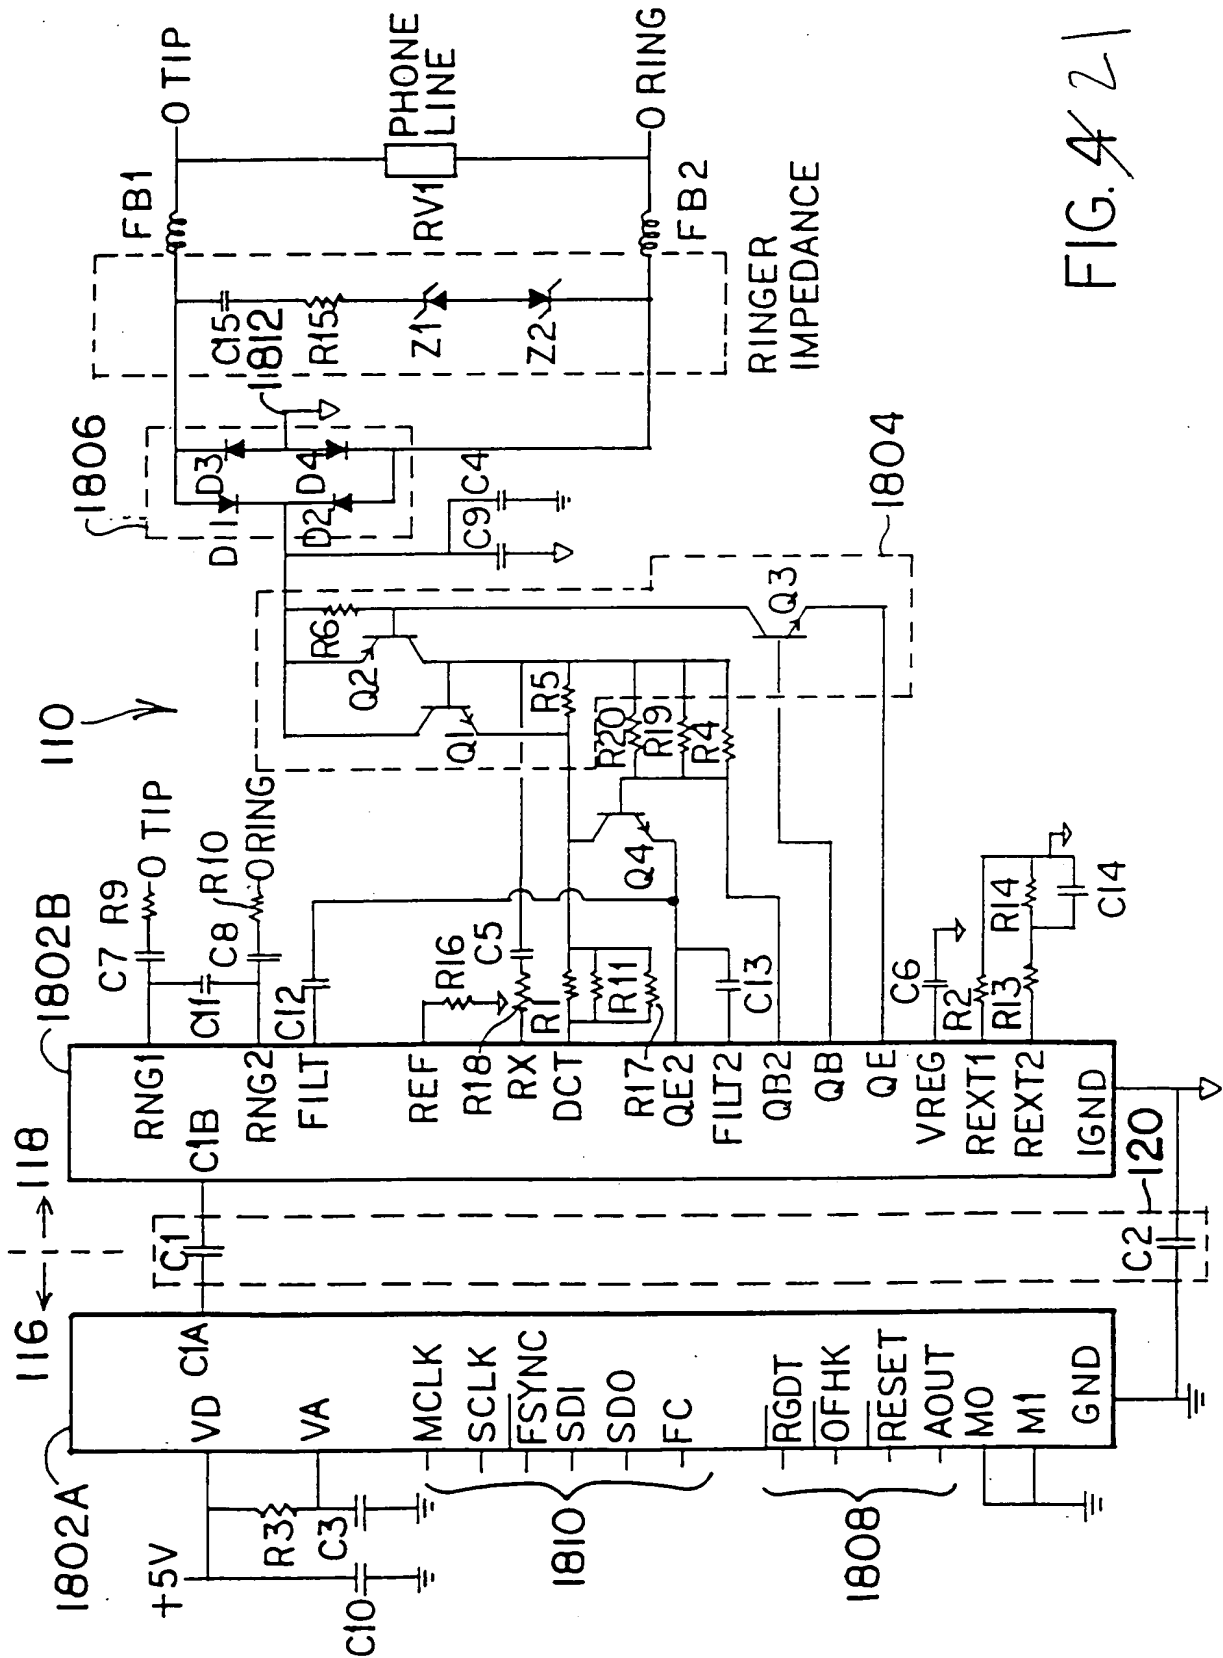 110
1802A
116
118
1802B
+5V
C10
R3
C3
VD
VA
C1A
MCLK
SCLK
FSYNC
SDI
SDO
FC
1810
RGDT
OFHK
RESET
AOUT
M0
M1
GND
1808
C1
C2
120
C1B
RNG1
RNG2
FILT
REF
R18
RX
DCT
R17
QE2
FILT2
QB2
QB
QE
VREG
REXT1
REXT2
IGND
C7
R9
O TIP
C11
C8
R10
O RING
C12
R16
C5
R1
R11
C13
C6
R2
R13
R14
C14
Q4
R20
R19
R4
R5
Q1
Q2
R6
Q3
1804
1806
D11
D3
D2
D4
C9
C4
1812
C15
R15
Z1
Z2
RINGER
IMPEDANCE
FB1
FB2
RV1
O TIP
PHONE
LINE
O RING
FIG. 4 21